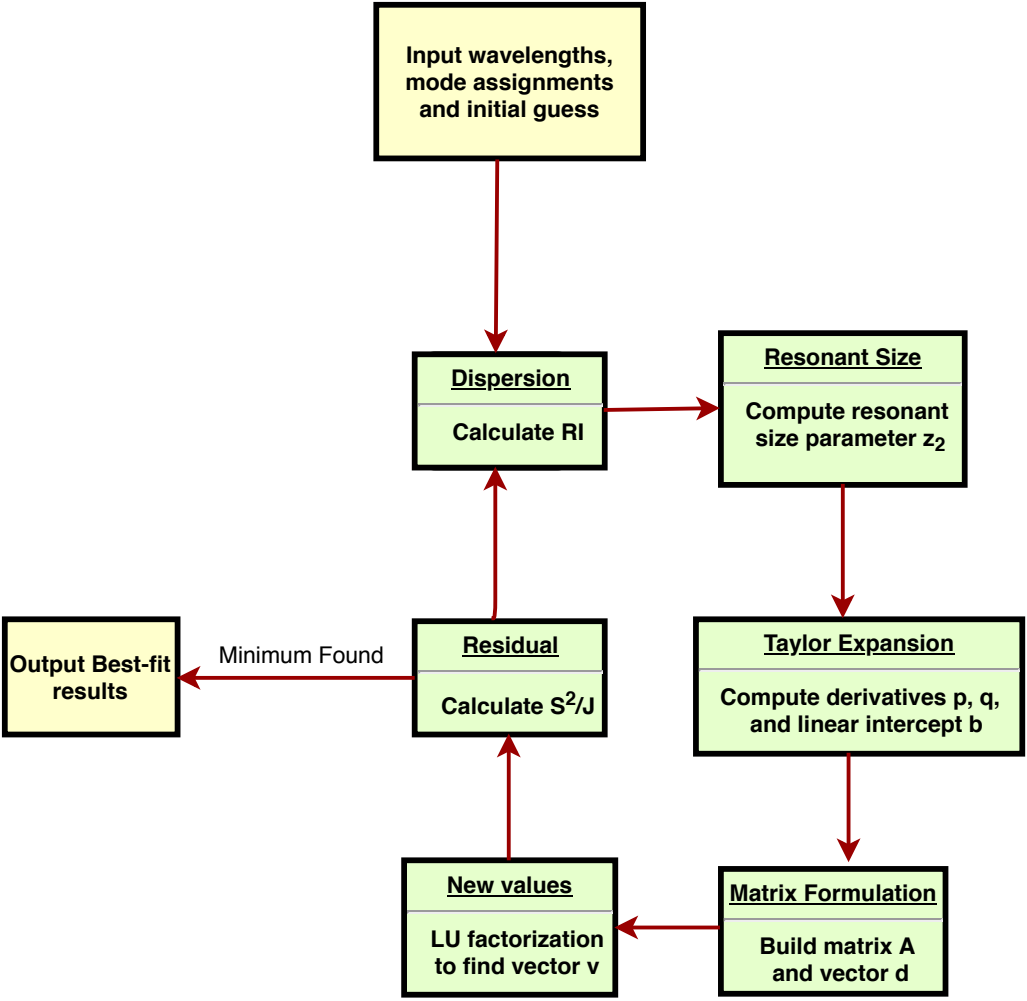 Input wavelengths,
mode assignments
and initial guess
Dispersion
Calculate RI
Resonant Size
Compute resonant
size parameter z₂
Taylor Expansion
Compute derivatives p, q,
and linear intercept b
Matrix Formulation
Build matrix A
and vector d
New values
LU factorization
to find vector v
Residual
Calculate S²/J
Minimum Found
Output Best-fit
results